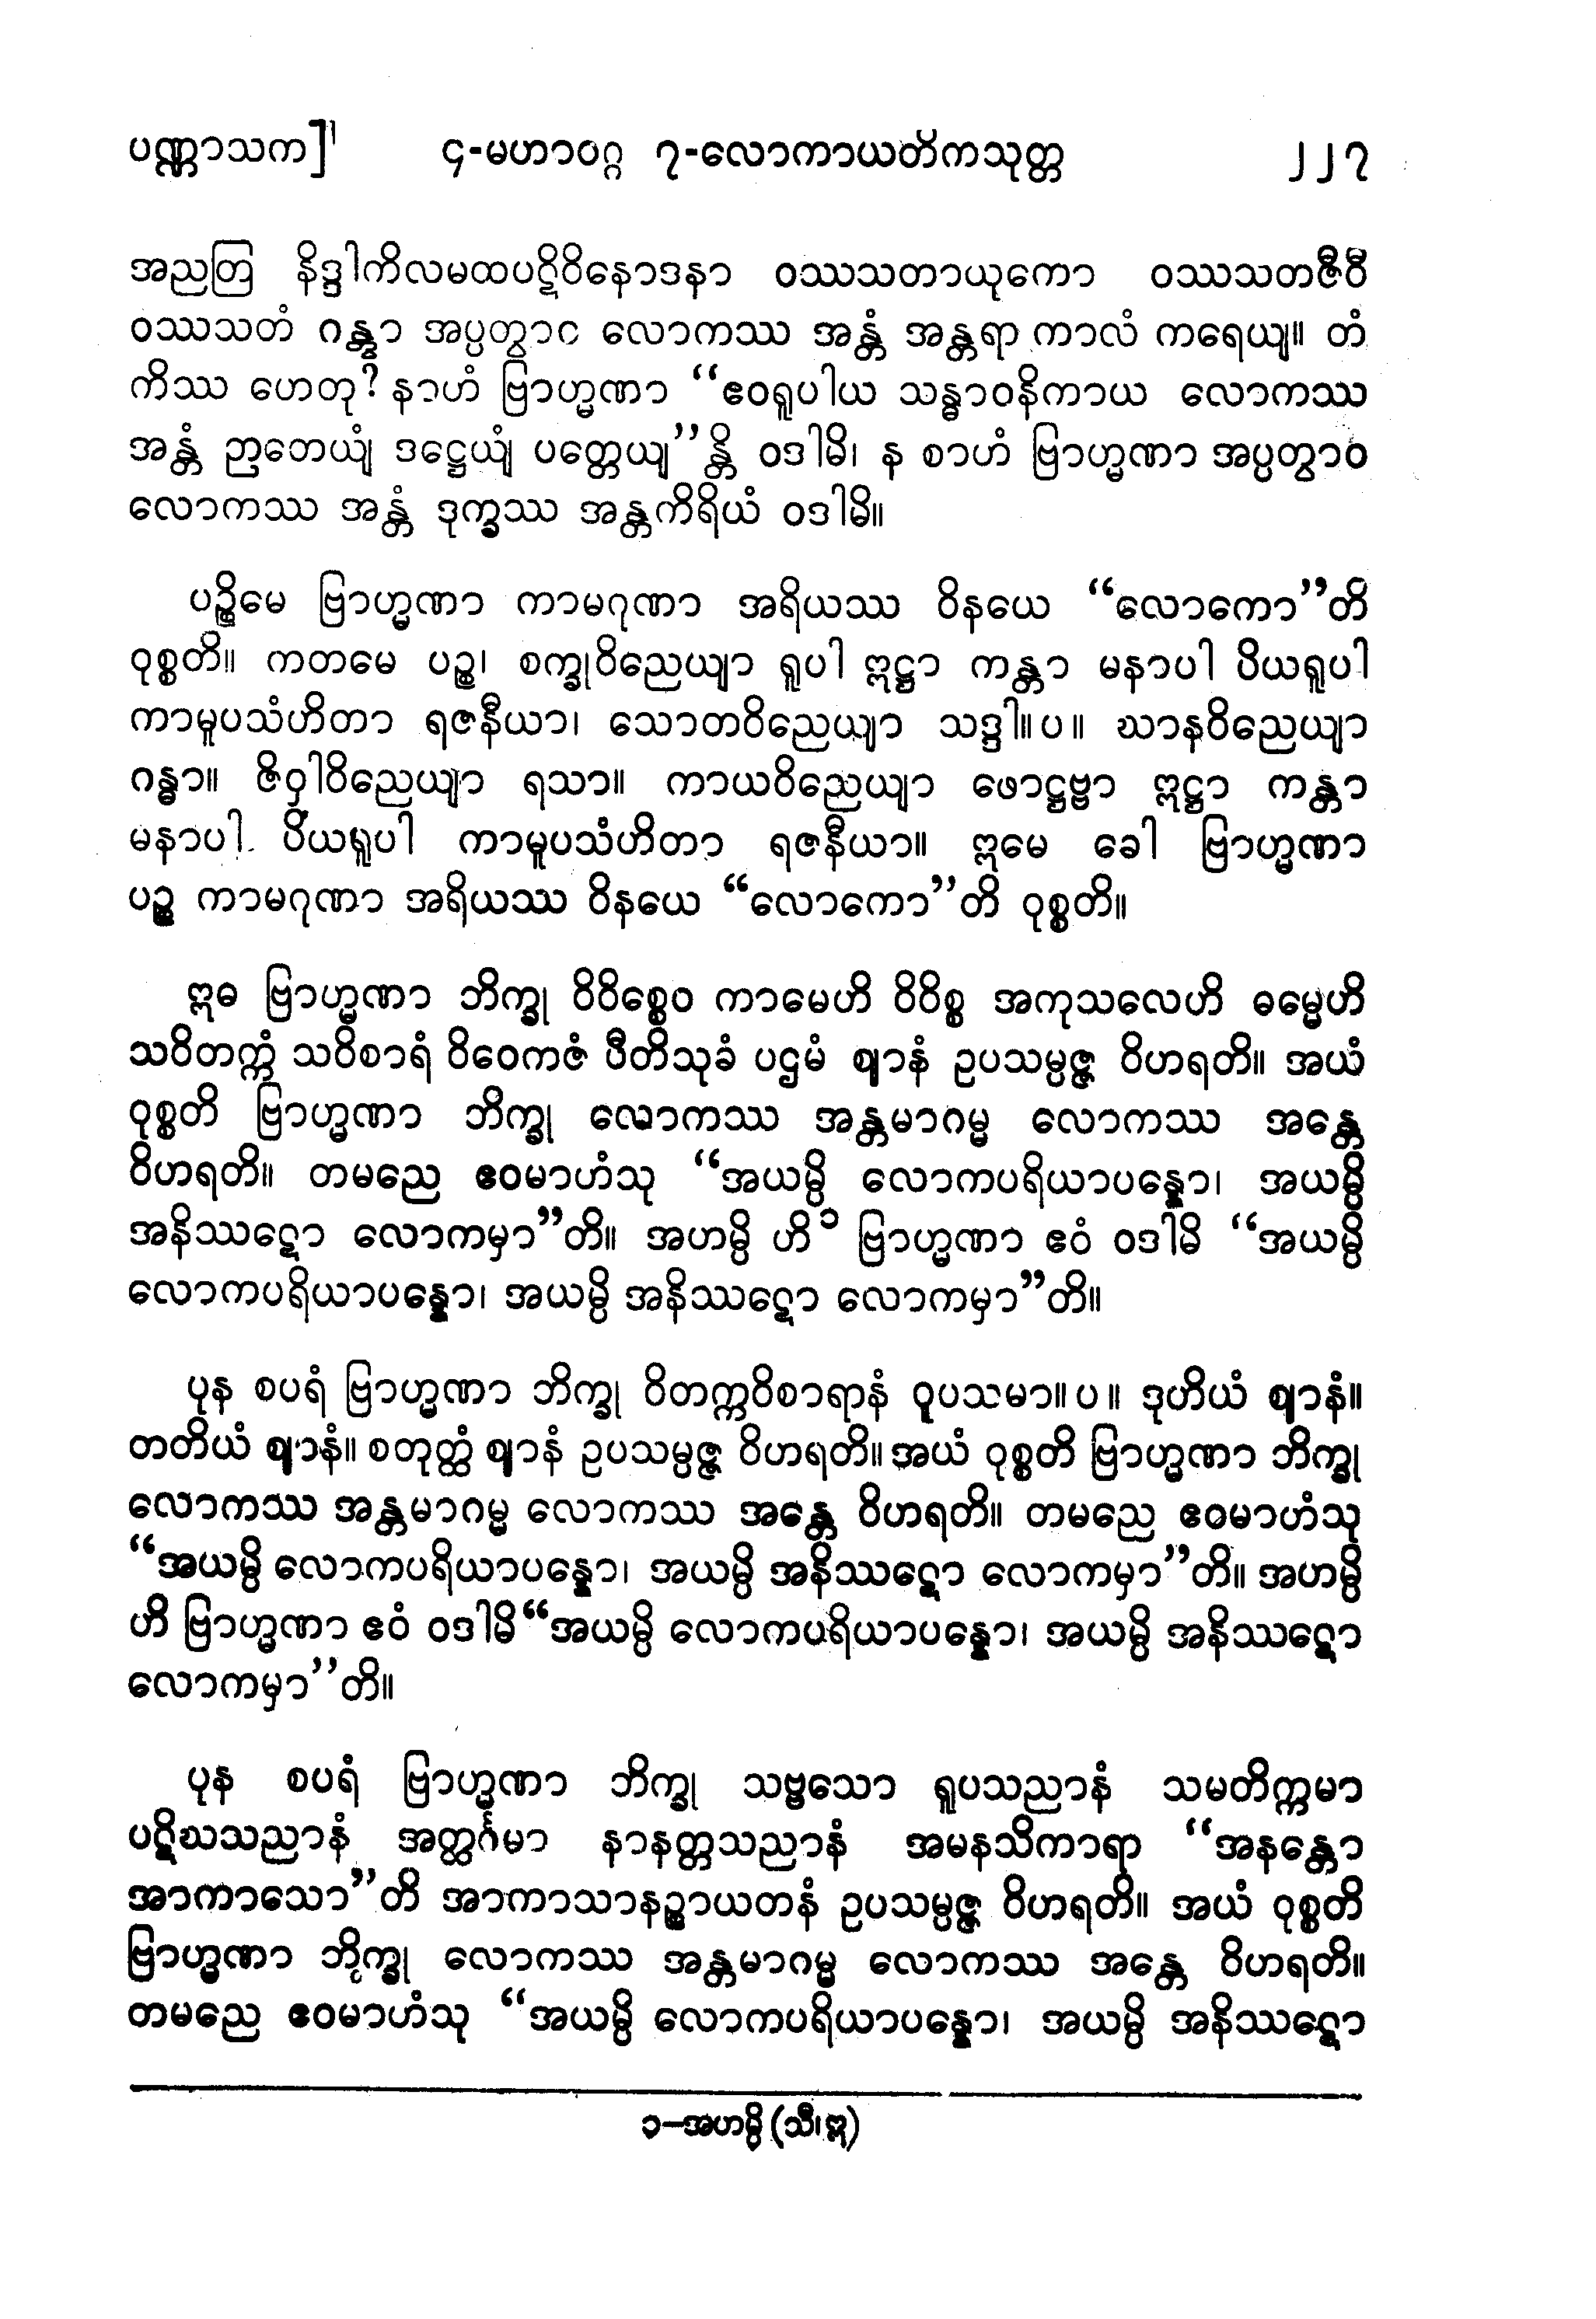 ပဏ္ဏာသက] ၄-မဟာဝဂ္ဂ ၇-လောကာယတိကသုတ္တ ၂၂၇
အညတြ နိဒ္ဒါကိလမထပဋိဝိနောဒနာ ဝဿသတာယုကော ဝဿသတဇီဝီ
ဝဿသတံ ဂန္တွာ အပ္ပတွာဝ လောကဿ အန္တံ အန္တရာ ကာလံ ကရေယျ။ တံ
ကိဿ ဟေတု? နာဟံ ဗြာဟ္မဏာ “ဧဝရူပါယ သန္ဓာဝနိကာယ လောကဿ
အန္တံ ဉာတေယျံ ဒဋ္ဌေယျံ ပတ္တေယျ”န္တိ ဝဒါမိ၊ န စာဟံ ဗြာဟ္မဏာ အပ္ပတွာဝ
လောကဿ အန္တံ ဒုက္ခဿ အန္တကိရိယံ ဝဒါမိ။
ပဉ္စိမေ ဗြာဟ္မဏာ ကာမဂုဏာ အရိယဿ ဝိနယေ “လောကော”တိ
ဝုစ္စတိ။ ကတမေ ပဉ္စ၊ စက္ခုဝိညေယျာ ရူပါ ဣဋ္ဌာ ကန္တာ မနာပါ ပိယရူပါ
ကာမူပသံဟိတာ ရဇနီယာ၊ သောတဝိညေယျာ သဒ္ဒါ။ပ။ ဃာနဝိညေယျာ
ဂန္ဓာ။ ဇိဝှါဝိညေယျာ ရသာ။ ကာယဝိညေယျာ ဖောဋ္ဌဗ္ဗာ ဣဋ္ဌာ ကန္တာ
မနာပါ ပိယရူပါ ကာမူပသံဟိတာ ရဇနီယာ။ ဣမေ ခေါ ဗြာဟ္မဏာ
ပဉ္စ ကာမဂုဏာ အရိယဿ ဝိနယေ “လောကော”တိ ဝုစ္စတိ။
ဣဓ ဗြာဟ္မဏာ ဘိက္ခု ဝိဝိစ္စေဝ ကာမေဟိ ဝိဝိစ္စ အကုသလေဟိ ဓမ္မေဟိ
သဝိတက္ကံ သဝိစာရံ ဝိဝေကဇံ ပီတိသုခံ ပဌမံ ဈာနံ ဥပသမ္ပဇ္ဇ ဝိဟရတိ။ အယံ
ဝုစ္စတိ ဗြာဟ္မဏာ ဘိက္ခု လောကဿ အန္တမာဂမ္မ လောကဿ အန္တေ
ဝိဟရတိ။ တမညေ ဧဝမာဟံသု “အယမ္ပိ လောကပရိယာပန္နော၊ အယမ္ပိ
အနိဿဋော လောကမှာ”တိ။ အဟမ္ပိ ဟိ ၁ ဗြာဟ္မဏာ ဧဝံ ဝဒါမိ “အယမ္ပိ
လောကပရိယာပန္နော၊ အယမ္ပိ အနိဿဋော လောကမှာ”တိ။
ပုန စပရံ ဗြာဟ္မဏာ ဘိက္ခု ဝိတက္ကဝိစာရာနံ ဝူပသမာ။ပ။ ဒုတိယံ ဈာနံ။
တတိယံ ဈာနံ။ စတုတ္ထံ ဈာနံ ဥပသမ္ပဇ္ဇ ဝိဟရတိ။ အယံ ဝုစ္စတိ ဗြာဟ္မဏာ ဘိက္ခု
လောကဿ အန္တမာဂမ္မ လောကဿ အန္တေ ဝိဟရတိ။ တမညေ ဧဝမာဟံသု
“အယမ္ပိ လောကပရိယာပန္နော၊ အယမ္ပိ အနိဿဋော လောကမှာ”တိ။ အဟမ္ပိ
ဟိ ဗြာဟ္မဏာ ဧဝံ ဝဒါမိ “အယမ္ပိ လောကပရိယာပန္နော၊ အယမ္ပိ အနိဿဋော
လောကမှာ”တိ။
ပုန စပရံ ဗြာဟ္မဏာ ဘိက္ခု သဗ္ဗသော ရူပသညာနံ သမတိက္ကမာ
ပဋိဃသညာနံ အတ္ထင်္ဂမာ နာနတ္တသညာနံ အမနသိကာရာ “အနန္တော
အာကာသော”တိ အာကာသာနဉ္စာယတနံ ဥပသမ္ပဇ္ဇ ဝိဟရတိ။ အယံ ဝုစ္စတိ
ဗြာဟ္မဏာ ဘိက္ခု လောကဿ အန္တမာဂမ္မ လောကဿ အန္တေ ဝိဟရတိ။
တမညေ ဧဝမာဟံသု “အယမ္ပိ လောကပရိယာပန္နော၊ အယမ္ပိ အနိဿဋော
၁-အဟမ္ပိ (သီ၊ ဣ)